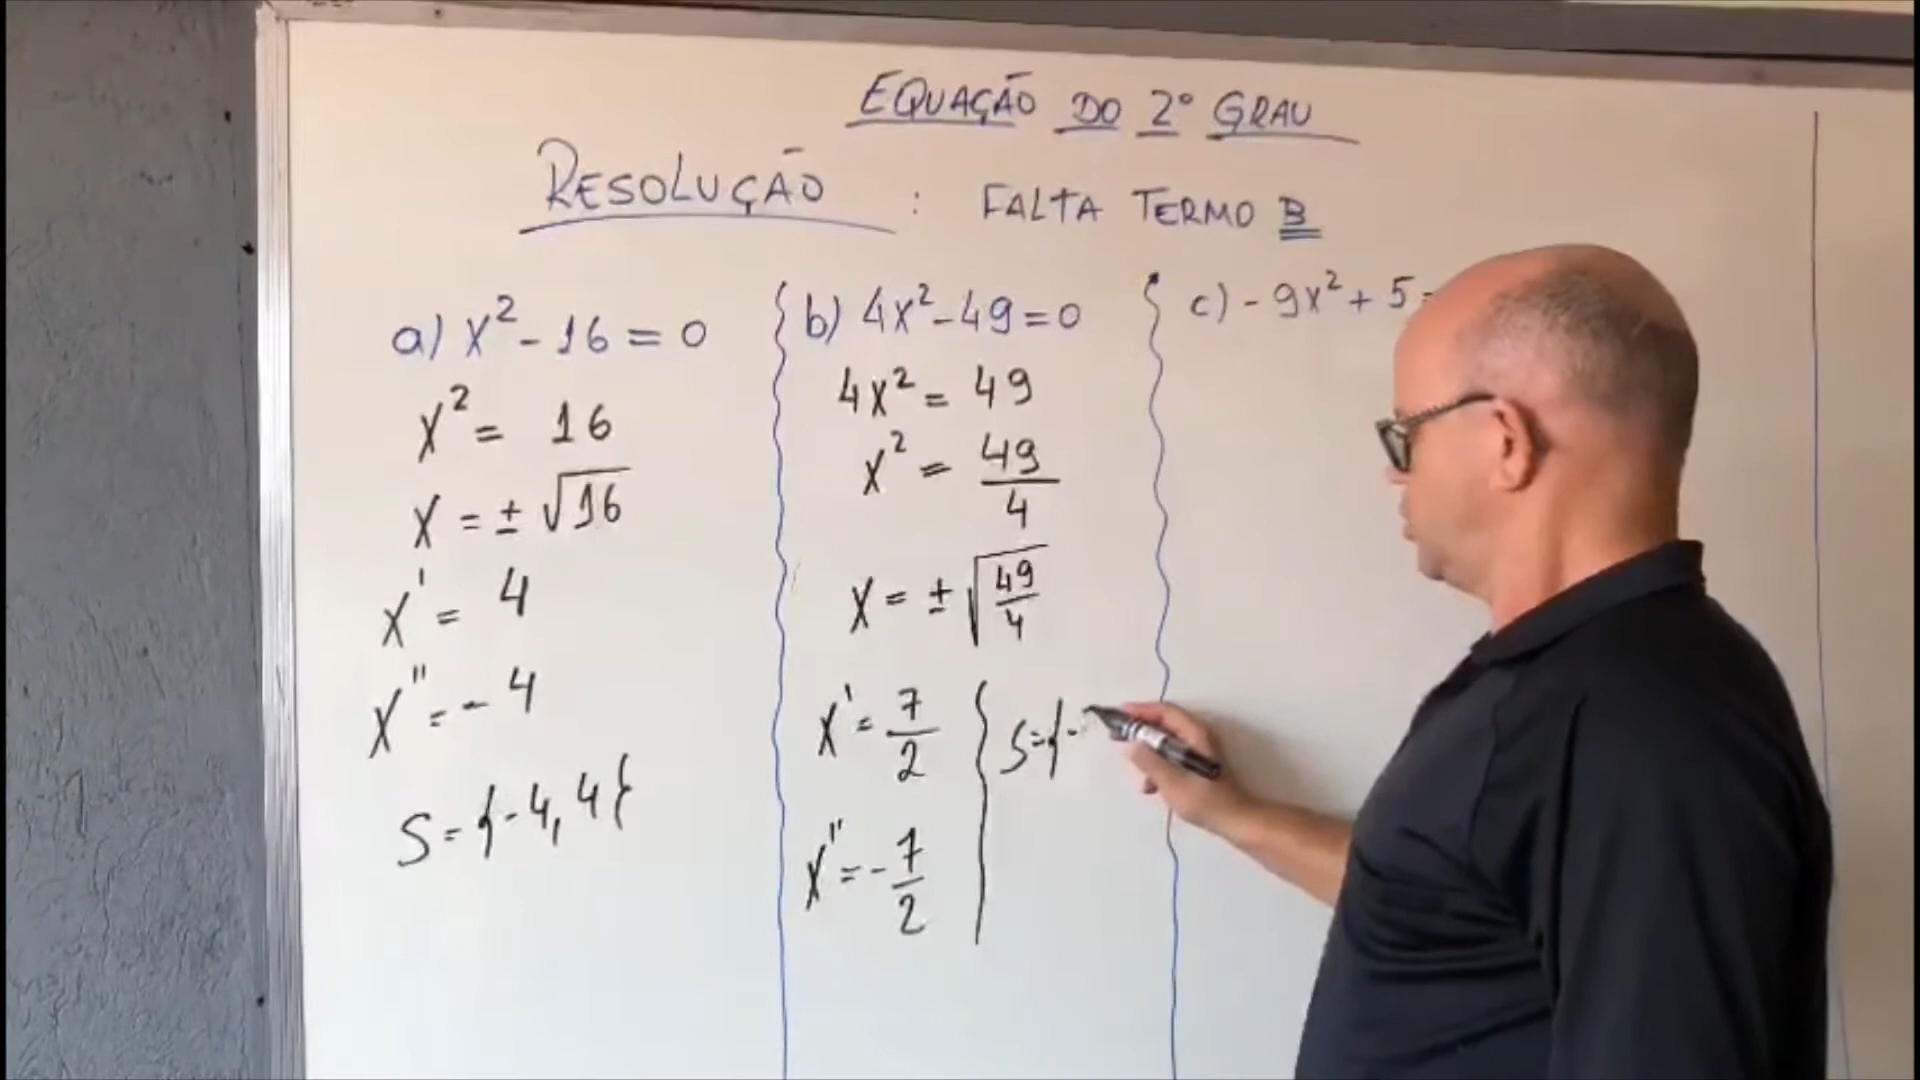 EQUAÇÃO DO 2º GRAU
RESOLUÇÃO : FALTA TERMO B
a) x² - 16 = 0
x² = 16
x = ± √16
x' = 4
x'' = - 4
S = {- 4, 4}
b) 4x² - 49 = 0
4x² = 49
x² = 49/4
x = ± √49/4
x' = 7/2
x'' = - 7/2
S = { -
c) - 9x² + 5 =